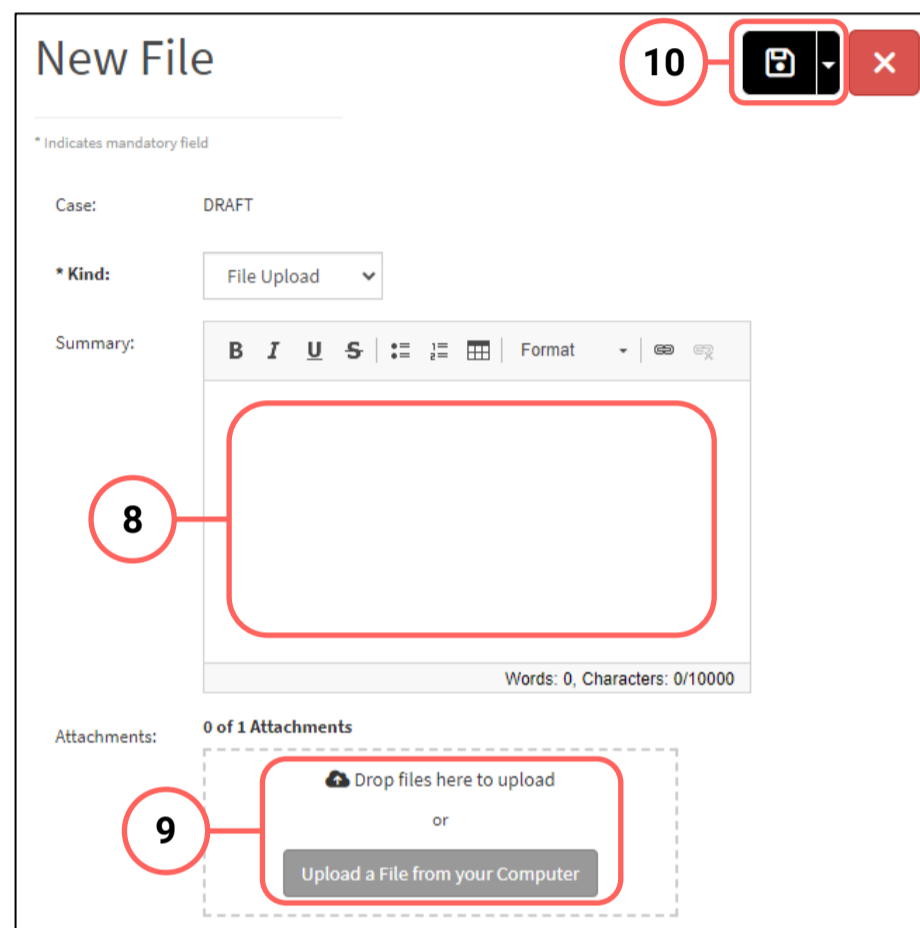 New File
10
* Indicates mandatory field
Case: DRAFT
* Kind: File Upload
Summary:
B I U S Format
8
Words: 0, Characters: 0/10000
Attachments: 0 of 1 Attachments
Drop files here to upload
or
9
Upload a File from your Computer